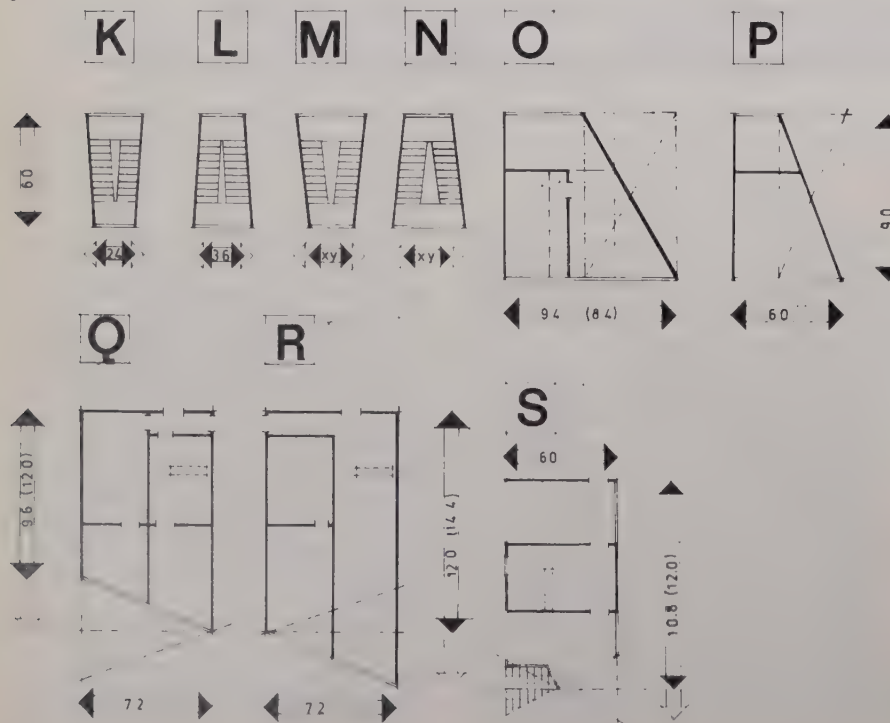 K L M N O P
60
24 36 xy xy
90
94 (84) 60
Q R
S
60
9.6 (12.0)
12.0 (14.4)
10.8 (12.0)
72 72